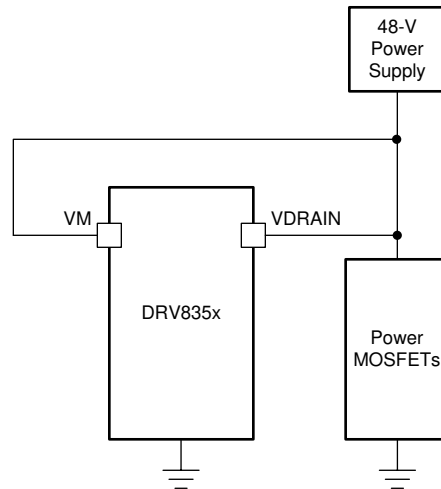 48-V
Power
Supply
VM
VDRAIN
DRV835x
Power
MOSFETs